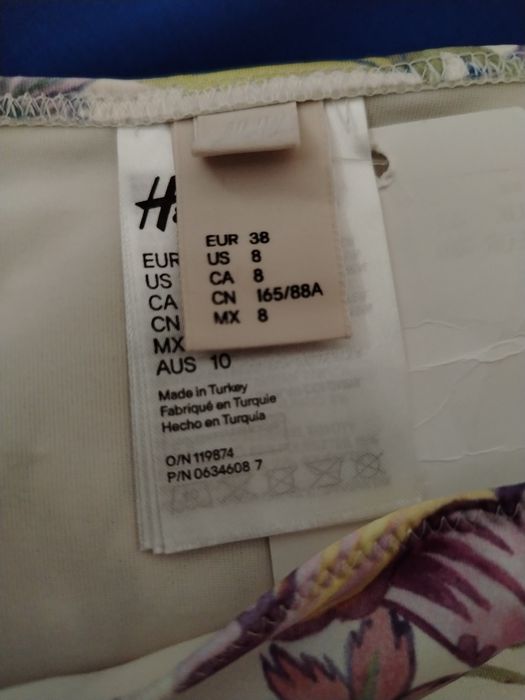 EUR 38
US 8
CA 8
CN 165/88A
MX 8
H&
EUR
US
CA
CN
MX
AUS 10
Made in Turkey
Fabriqué en Turquie
Hecho en Turquía
O/N 119874
P/N 0634608 7